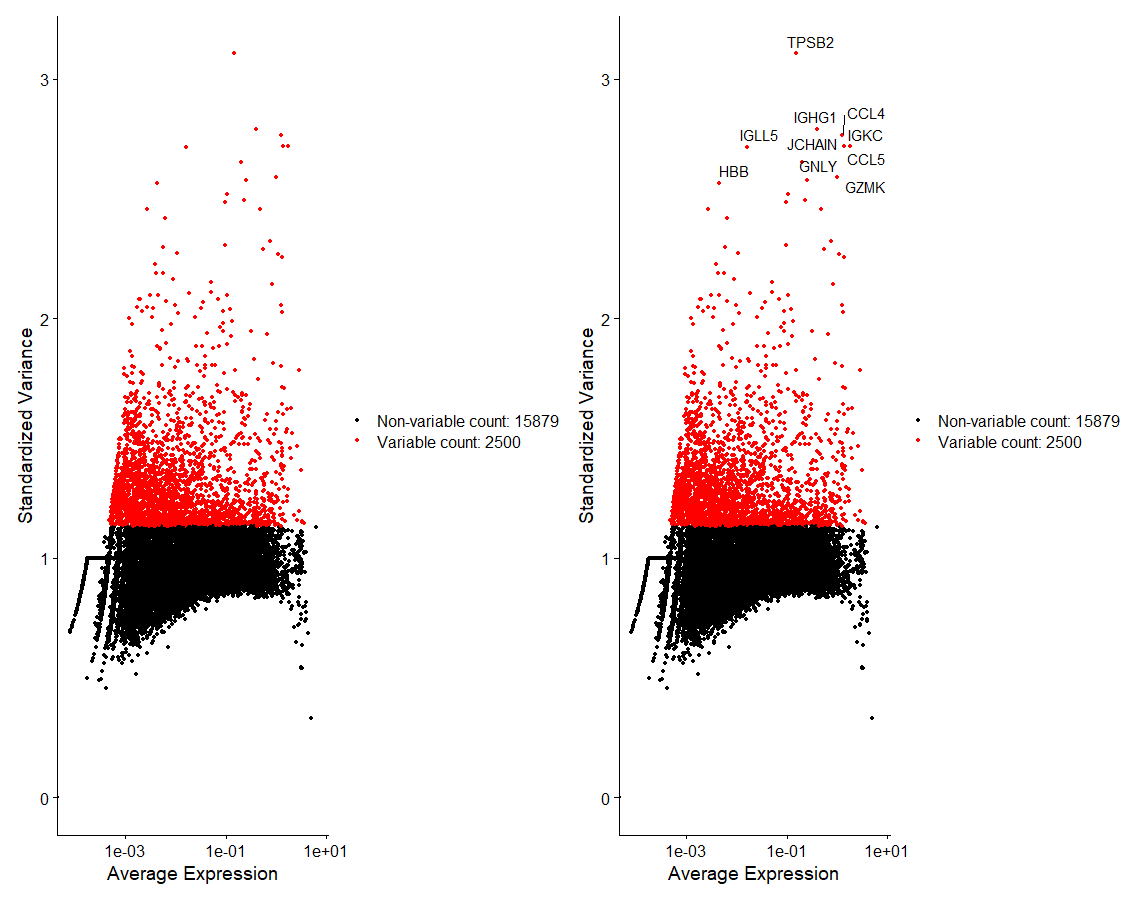 3
2
1
0
Standardized Variance
1e-03
1e-01
1e+01
Average Expression
Non-variable count: 15879
Variable count: 2500
3
2
1
0
Standardized Variance
TPSB2
IGHG1
CCL4
IGLL5
IGKC
JCHAIN
CCL5
HBB
GNLY
GZMK
1e-03
1e-01
1e+01
Average Expression
Non-variable count: 15879
Variable count: 2500